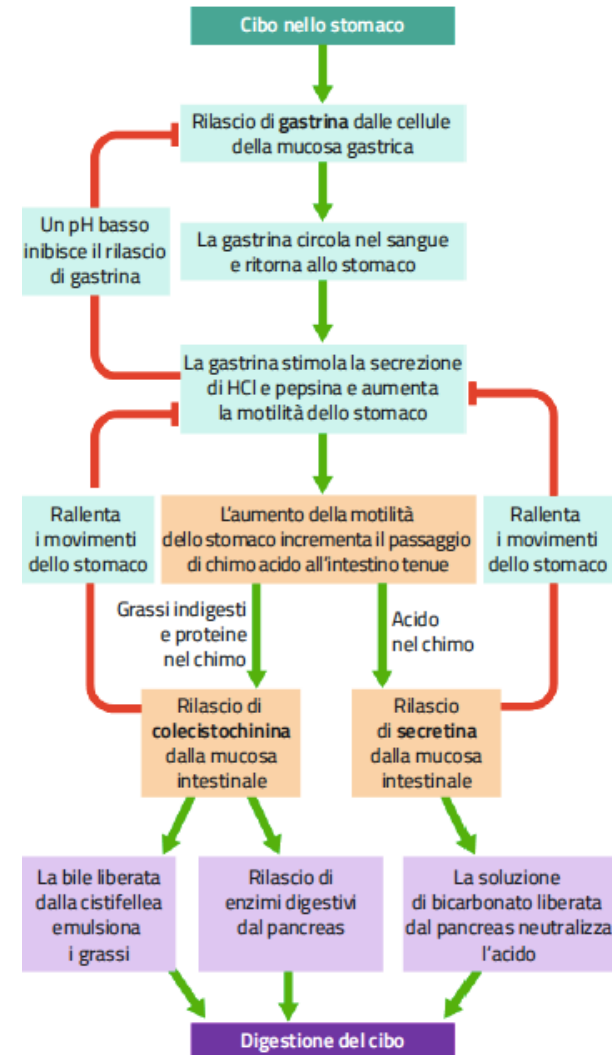 Cibo nello stomaco
Rilascio di gastrina dalle cellule
della mucosa gastrica
Un pH basso
inibisce il rilascio
di gastrina
La gastrina circola nel sangue
e ritorna allo stomaco
La gastrina stimola la secrezione
di HCl e pepsina e aumenta
la motilità dello stomaco
Rallenta
i movimenti
dello stomaco
L'aumento della motilità
dello stomaco incrementa il passaggio
di chimo acido all'intestino tenue
Rallenta
i movimenti
dello stomaco
Grassi indigesti
e proteine
nel chimo
Acido
nel chimo
Rilascio di
colecistochinina
dalla mucosa
intestinale
Rilascio
di secretina
dalla mucosa
intestinale
La bile liberata
dalla cistifellea
emulsiona
i grassi
Rilascio di
enzimi digestivi
dal pancreas
La soluzione
di bicarbonato liberata
dal pancreas neutralizza
l'acido
Digestione del cibo